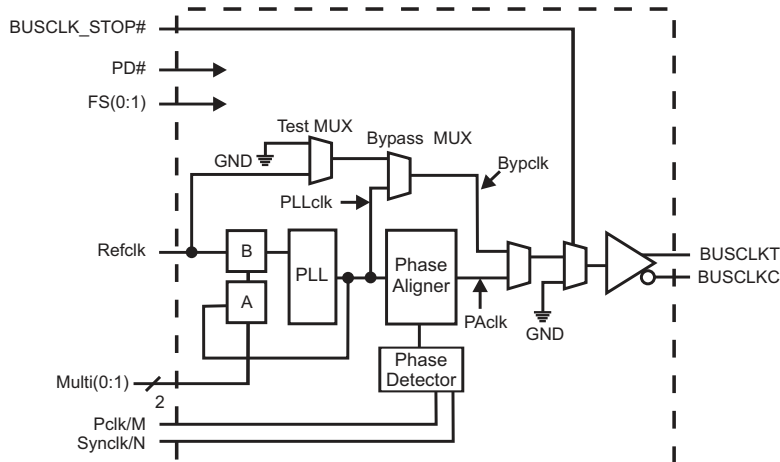 BUSCLK_STOP#
PD#
FS(0:1)
Test MUX
Bypass MUX
GND
Bypclk
PLLclk
Refclk
B
PLL
Phase
Aligner
BUSCLKT
BUSCLKC
A
PAclk
GND
Phase
Detector
Multi(0:1)
2
Pclk/M
Synclk/N